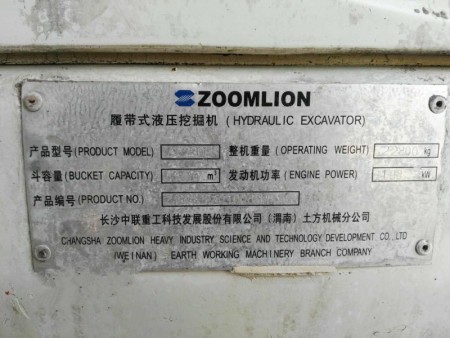 ZOOMLION
履带式液压挖掘机 (HYDRAULIC EXCAVATOR)
产品型号(PRODUCT MODEL) 整机重量(OPERATING WEIGHT) kg
斗容量(BUCKET CAPACITY) m³ 发动机功率(ENGINE POWER) kW
产品编号(PRODUCT NO.)
长沙中联重工科技发展股份有限公司(渭南)土方机械分公司
CHANGSHA ZOOMLION HEAVY INDUSTRY SCIENCE AND TECHNOLOGY DEVELOPMENT CO.,LTD
(WEINAN) EARTH WORKING MACHINERY BRANCH COMPANY